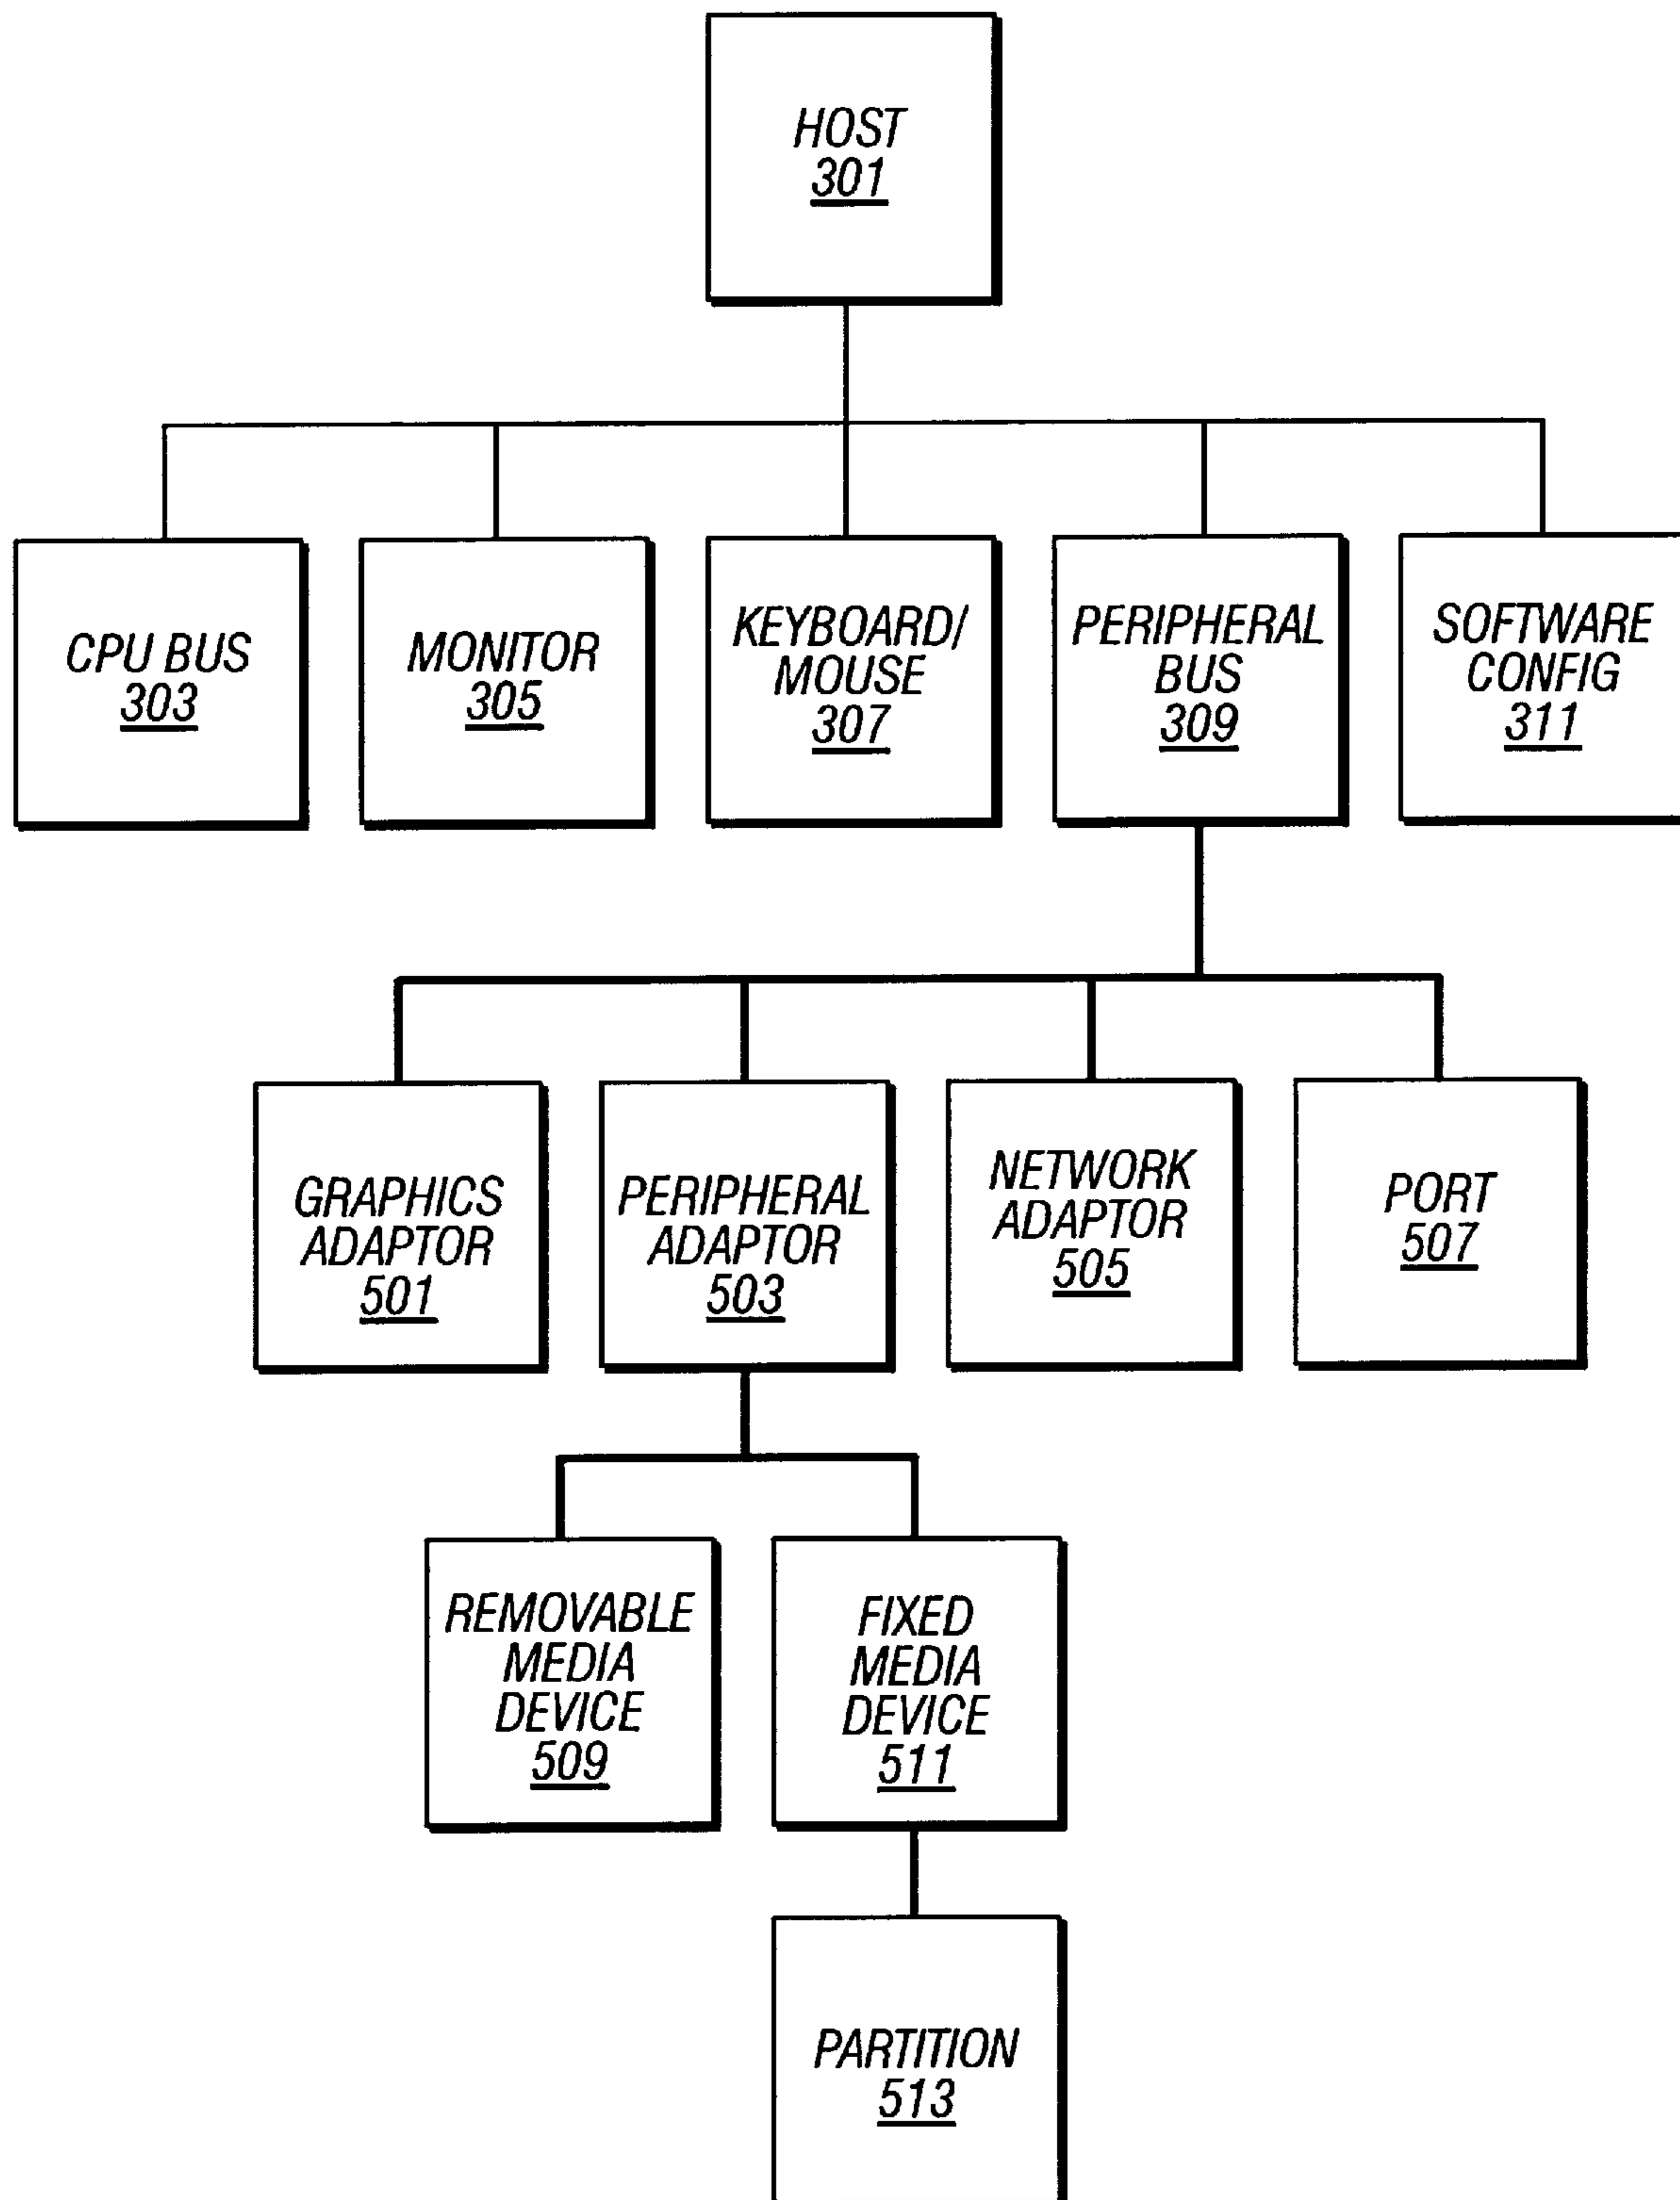 HOST
301
CPU BUS
303
MONITOR
305
KEYBOARD/
MOUSE
307
PERIPHERAL
BUS
309
SOFTWARE
CONFIG
311
GRAPHICS
ADAPTOR
501
PERIPHERAL
ADAPTOR
503
NETWORK
ADAPTOR
505
PORT
507
REMOVABLE
MEDIA
DEVICE
509
FIXED
MEDIA
DEVICE
511
PARTITION
513